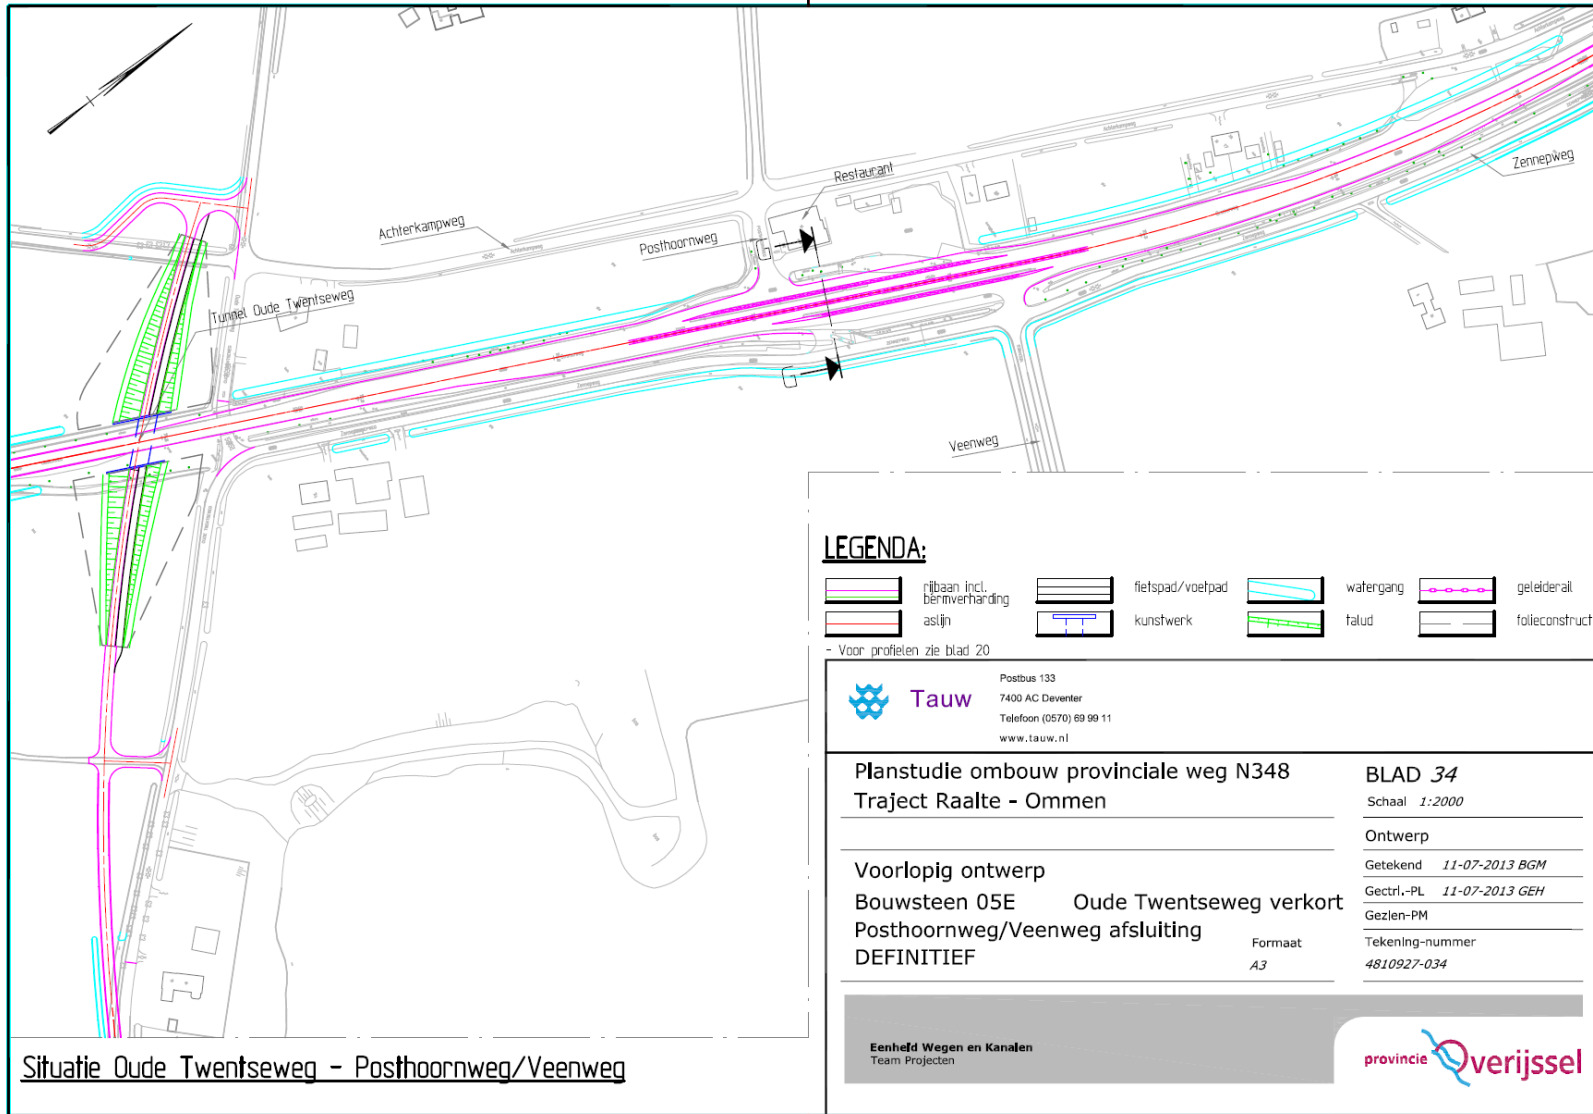 Restaurant
Achterkampweg
Posthoornweg
Zennepweg
Tunnel Oude Twentseweg
G
G
Veenweg
LEGENDA:
rijbaan incl. bermverharding
fietspad/voetpad
watergang
geleiderail
aslijn
kunstwerk
talud
folieconstruct
- Voor profielen zie blad 20
Tauw
Postbus 133
7400 AC Deventer
Telefoon (0570) 69 99 11
www.tauw.nl
Planstudie ombouw provinciale weg N348
Traject Raalte - Ommen
BLAD 34
Schaal 1:2000
Ontwerp
Voorlopig ontwerp
Bouwsteen 05E Oude Twentseweg verkort
Posthoornweg/Veenweg afsluiting
DEFINITIEF
Formaat
A3
Getekend 11-07-2013 BGM
Gectrl.-PL 11-07-2013 GEH
Gezien-PM
Tekening-nummer
4810927-034
Eenheid Wegen en Kanalen
Team Projecten
provincie Overijssel
Situatie Oude Twentseweg - Posthoornweg/Veenweg